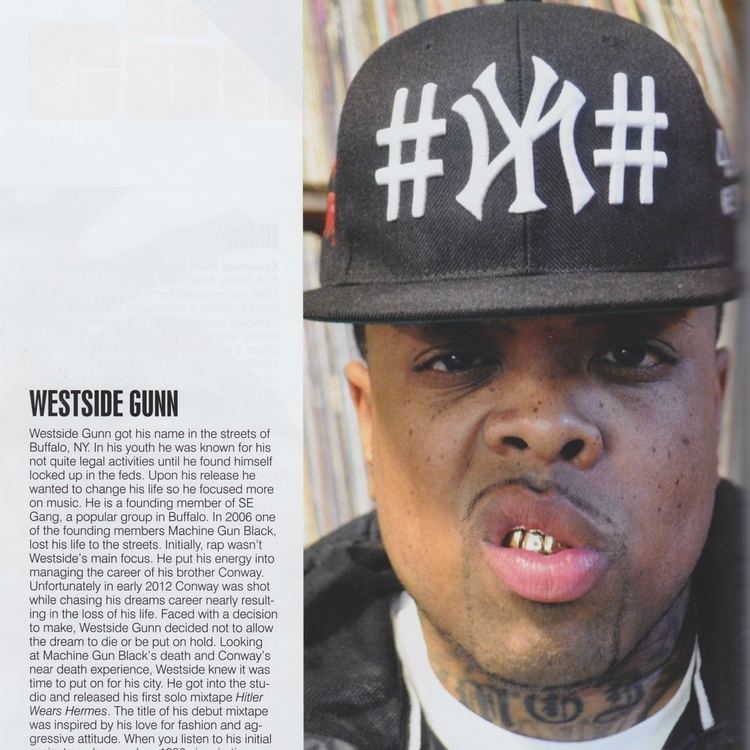 #NY#
WESTSIDE GUNN
Westside Gunn got his name in the streets of
Buffalo, NY. In his youth he was known for his
not quite legal activities until he found himself
locked up in the feds. Upon his release he
wanted to change his life so he focused more
on music. He is a founding member of SE
Gang, a popular group in Buffalo. In 2006 one
of the founding members Machine Gun Black,
lost his life to the streets. Initially, rap wasn't
Westside's main focus. He put his energy into
managing the career of his brother Conway.
Unfortunately in early 2012 Conway was shot
while chasing his dreams career nearly result-
ing in the loss of his life. Faced with a decision
to make, Westside Gunn decided not to allow
the dream to die or be put on hold. Looking
at Machine Gun Black's death and Conway's
near death experience, Westside knew it was
time to put on for his city. He got into the stu-
dio and released his first solo mixtape Hitler
Wears Hermes. The title of his debut mixtape
was inspired by his love for fashion and ag-
gressive attitude. When you listen to his initial